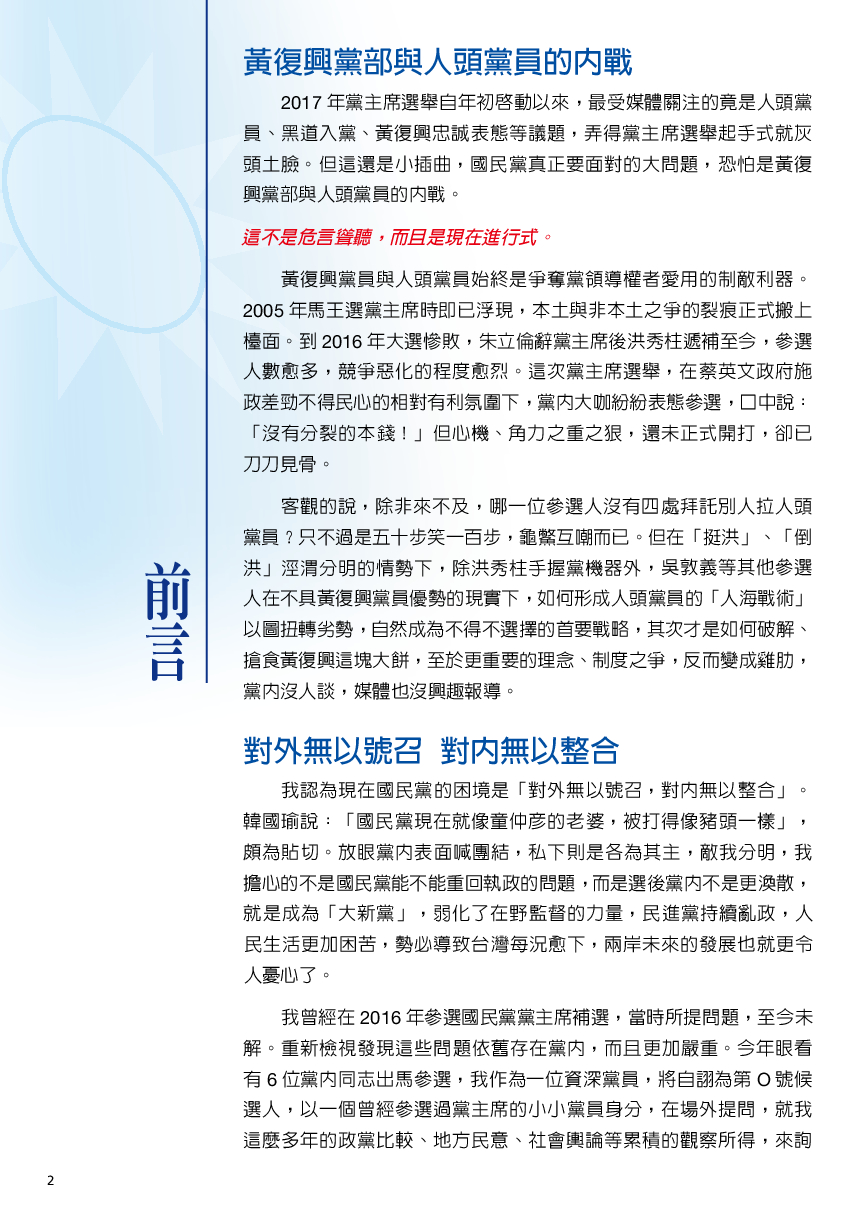 黃復興黨部與人頭黨員的內戰
2017 年黨主席選舉自年初啓動以來，最受媒體關注的竟是人頭黨
員、黑道入黨、黃復興忠誠表態等議題，弄得黨主席選舉起手式就灰
頭土臉。但這還是小插曲，國民黨真正要面對的大問題，恐怕是黃復
興黨部與人頭黨員的內戰。
這不是危言聳聽，而且是現在進行式。
黃復興黨員與人頭黨員始終是爭奪黨領導權者愛用的制敵利器。
2005 年馬王選黨主席時即已浮現，本土與非本土之爭的裂痕正式搬上
檯面。到 2016 年大選慘敗，朱立倫辭黨主席後洪秀柱遞補至今，參選
人數愈多，競爭惡化的程度愈烈。這次黨主席選舉，在蔡英文政府施
政差勁不得民心的相對有利氛圍下，黨內大咖紛紛表態參選，口中說：
「沒有分裂的本錢！」但心機、角力之重之狠，還未正式開打，卻已
刀刀見骨。
客觀的說，除非來不及，哪一位參選人沒有四處拜託別人拉人頭
黨員？只不過是五十步笑一百步，龜鱉互嘲而已。但在「挺洪」、「倒
洪」涇渭分明的情勢下，除洪秀柱手握黨機器外，吳敦義等其他參選
人在不具黃復興黨員優勢的現實下，如何形成人頭黨員的「人海戰術」
以圖扭轉劣勢，自然成為不得不選擇的首要戰略，其次才是如何破解、
搶食黃復興這塊大餅，至於更重要的理念、制度之爭，反而變成雞肋，
黨內沒人談，媒體也沒興趣報導。
前言
對外無以號召 對內無以整合
我認為現在國民黨的困境是「對外無以號召，對內無以整合」。
韓國瑜說：「國民黨現在就像童仲彥的老婆，被打得像豬頭一樣」，
頗為貼切。放眼黨內表面喊團結，私下則是各為其主，敵我分明，我
擔心的不是國民黨能不能重回執政的問題，而是選後黨內不是更渙散，
就是成為「大新黨」，弱化了在野監督的力量，民進黨持續亂政，人
民生活更加困苦，勢必導致台灣每況愈下，兩岸未來的發展也就更令
人憂心了。
我曾經在 2016 年參選國民黨黨主席補選，當時所提問題，至今未
解。重新檢視發現這些問題依舊存在黨內，而且更加嚴重。今年眼看
有 6 位黨內同志出馬參選，我作為一位資深黨員，將自詡為第 O 號候
選人，以一個曾經參選過黨主席的小小黨員身分，在場外提問，就我
這麼多年的政黨比較、地方民意、社會輿論等累積的觀察所得，來詢
2